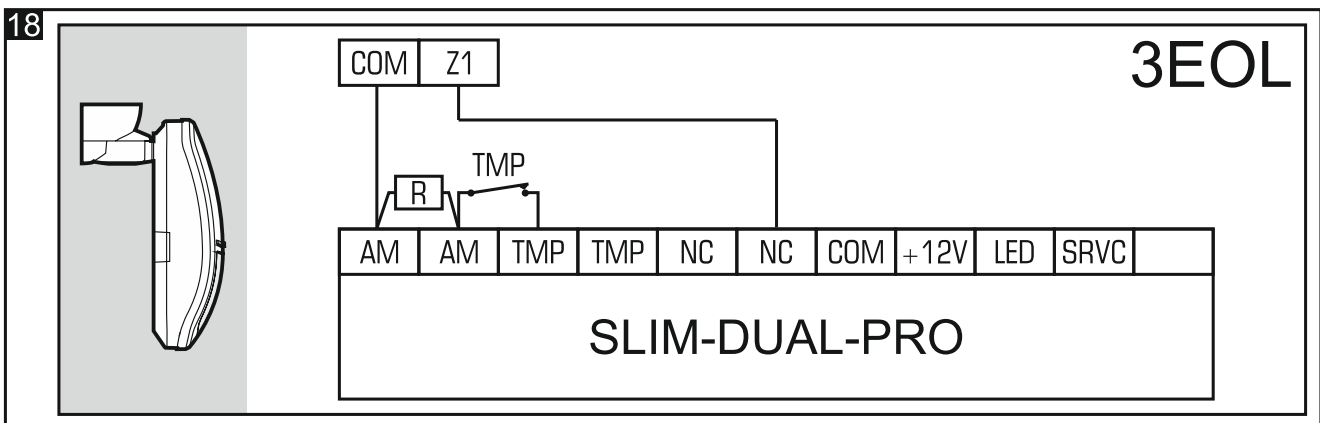 18
3EOL
COM Z1
TMP
R
AM AM TMP TMP NC NC COM +12V LED SRVC
SLIM-DUAL-PRO